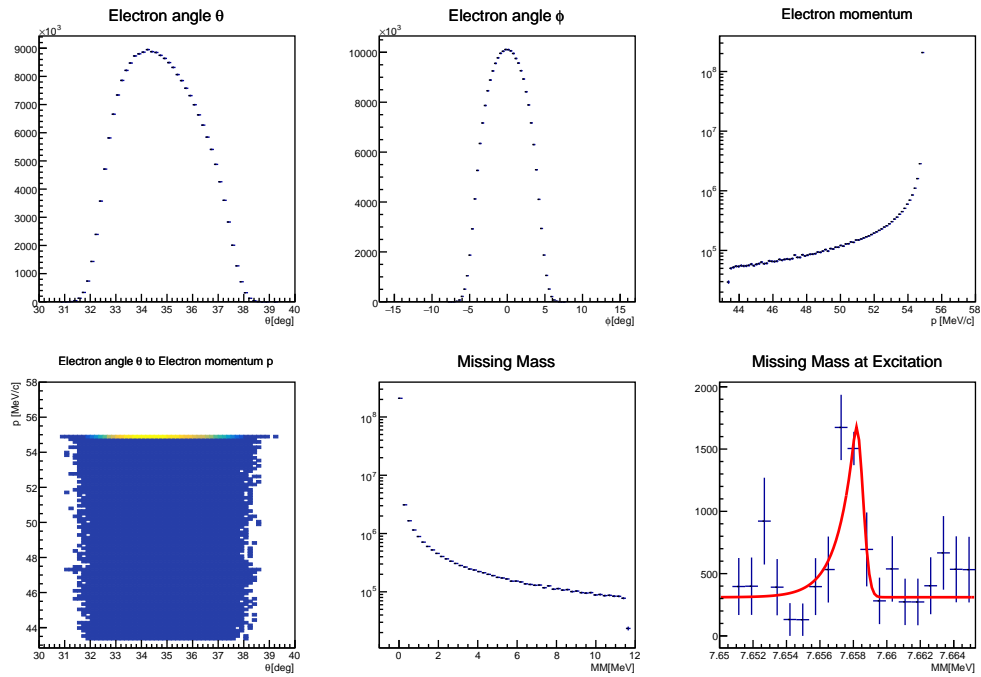 Electron angle θ
×10³
9000
8000
7000
6000
5000
4000
3000
2000
1000
0
30 31 32 33 34 35 36 37 38 39 40
θ[deg]
Electron angle ϕ
×10³
10000
8000
6000
4000
2000
0
−15 −10 −5 0 5 10 15
ϕ[deg]
Electron momentum
10⁸
10⁷
10⁶
10⁵
44 46 48 50 52 54 56 58
p [MeV/c]
Electron angle θ to Electron momentum p
p [MeV/c]
58
56
54
52
50
48
46
44
30 31 32 33 34 35 36 37 38 39 40
θ[deg]
Missing Mass
10⁸
10⁷
10⁶
10⁵
0 2 4 6 8 10 12
MM[MeV]
Missing Mass at Excitation
2000
1500
1000
500
0
7.65 7.652 7.654 7.656 7.658 7.66 7.662 7.664
MM[MeV]